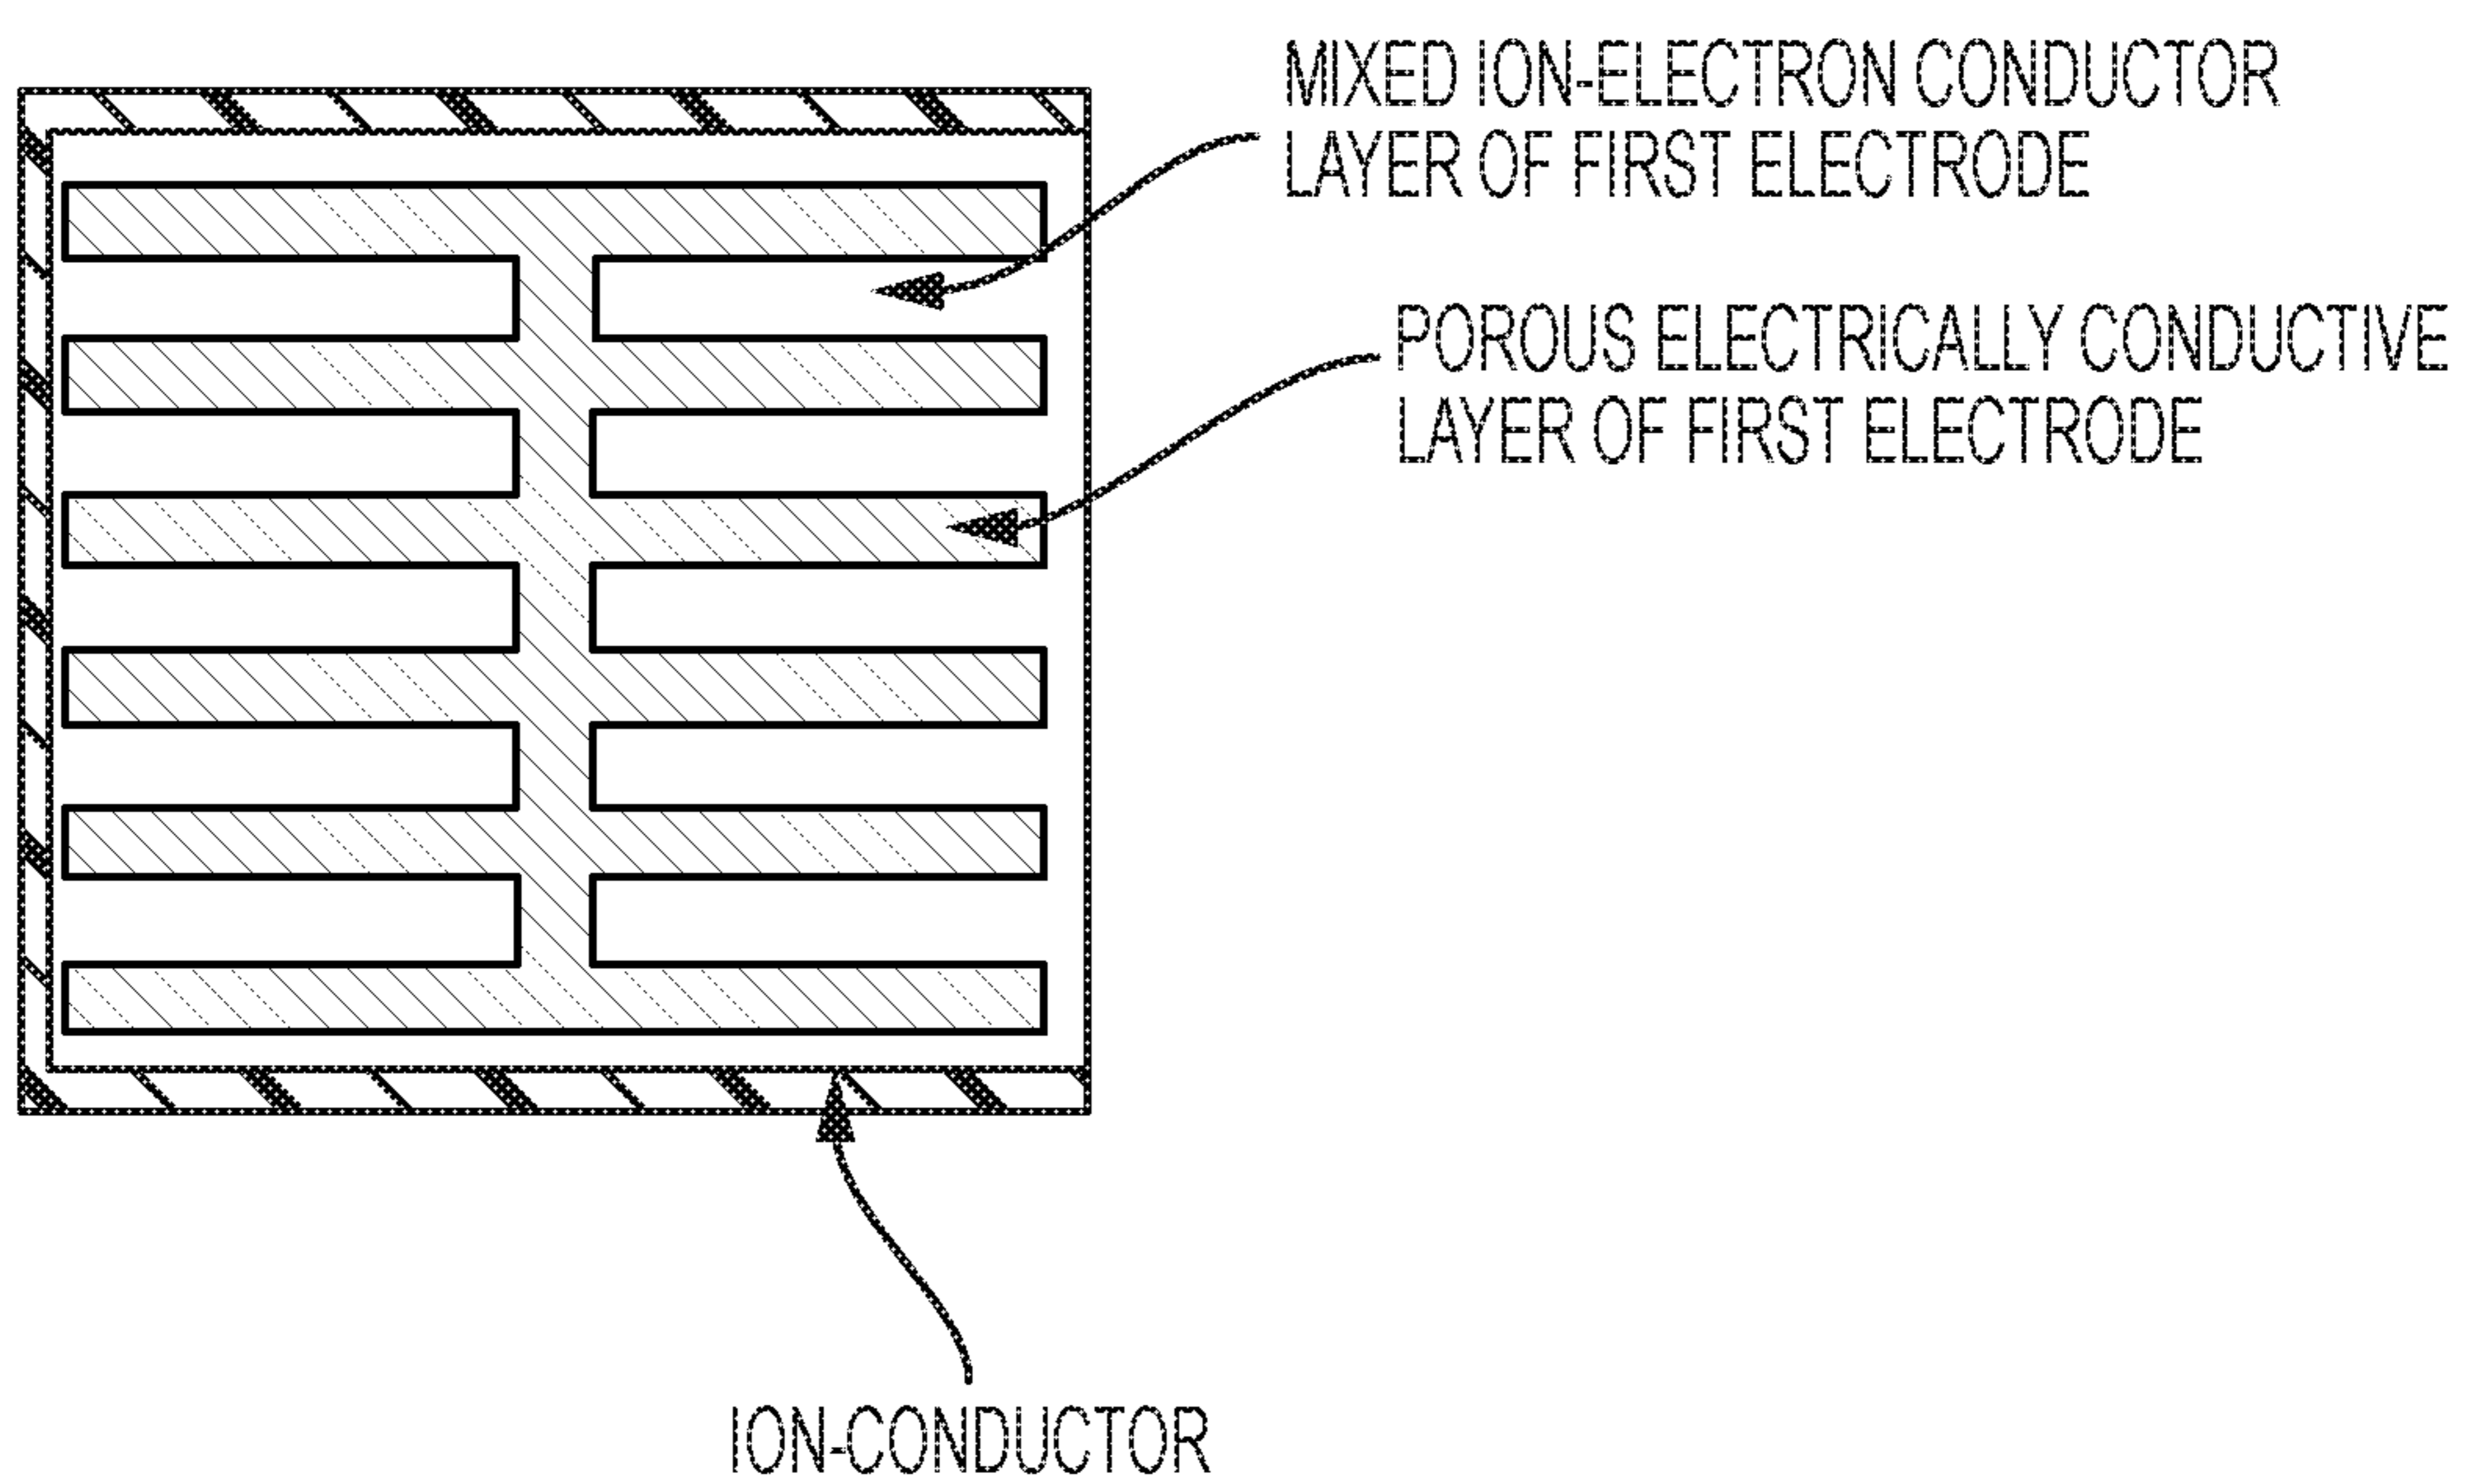 MIXED ION-ELECTRON CONDUCTOR
LAYER OF FIRST ELECTRODE
POROUS ELECTRICALLY CONDUCTIVE
LAYER OF FIRST ELECTRODE
ION-CONDUCTOR